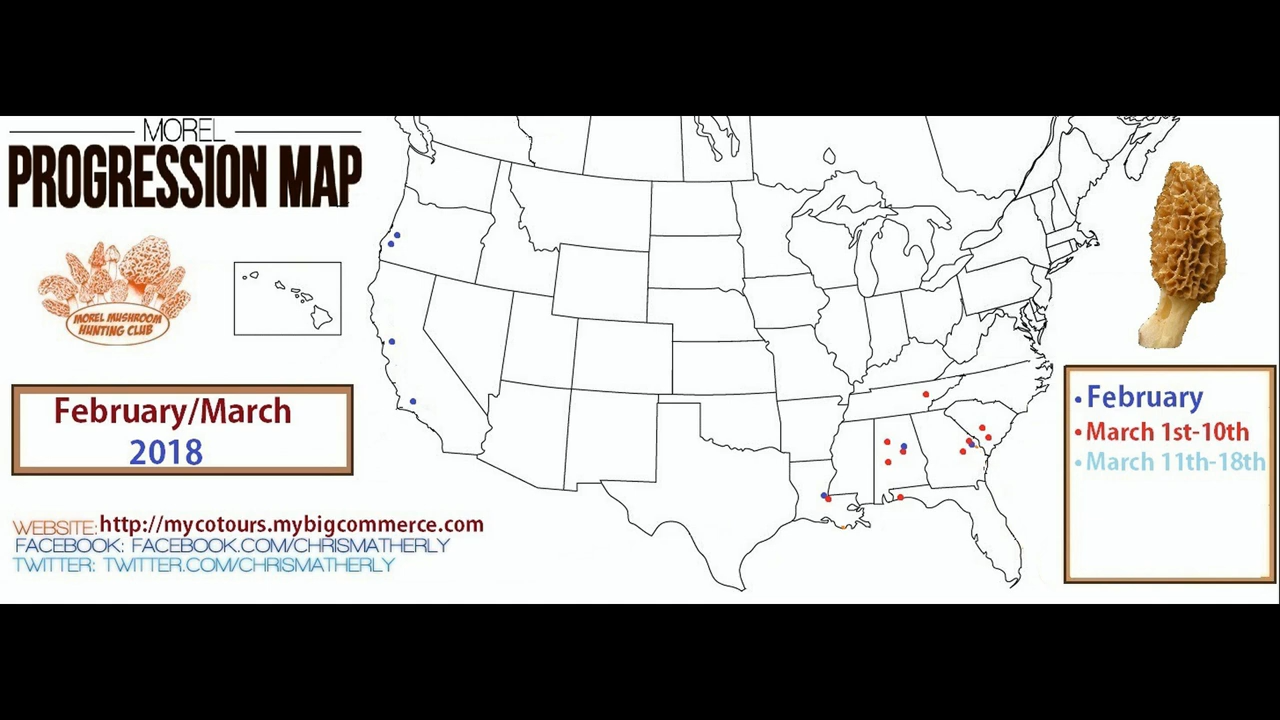 MOREL
PROGRESSION MAP
MOREL MUSHROOM
HUNTING CLUB
February/March
2018
WEBSITE: http://mycotours.mybigcommerce.com
FACEBOOK: FACEBOOK.COM/CHRISMATHERLY
TWITTER: TWITTER.COM/CHRISMATHERLY
• February
• March 1st-10th
• March 11th-18th